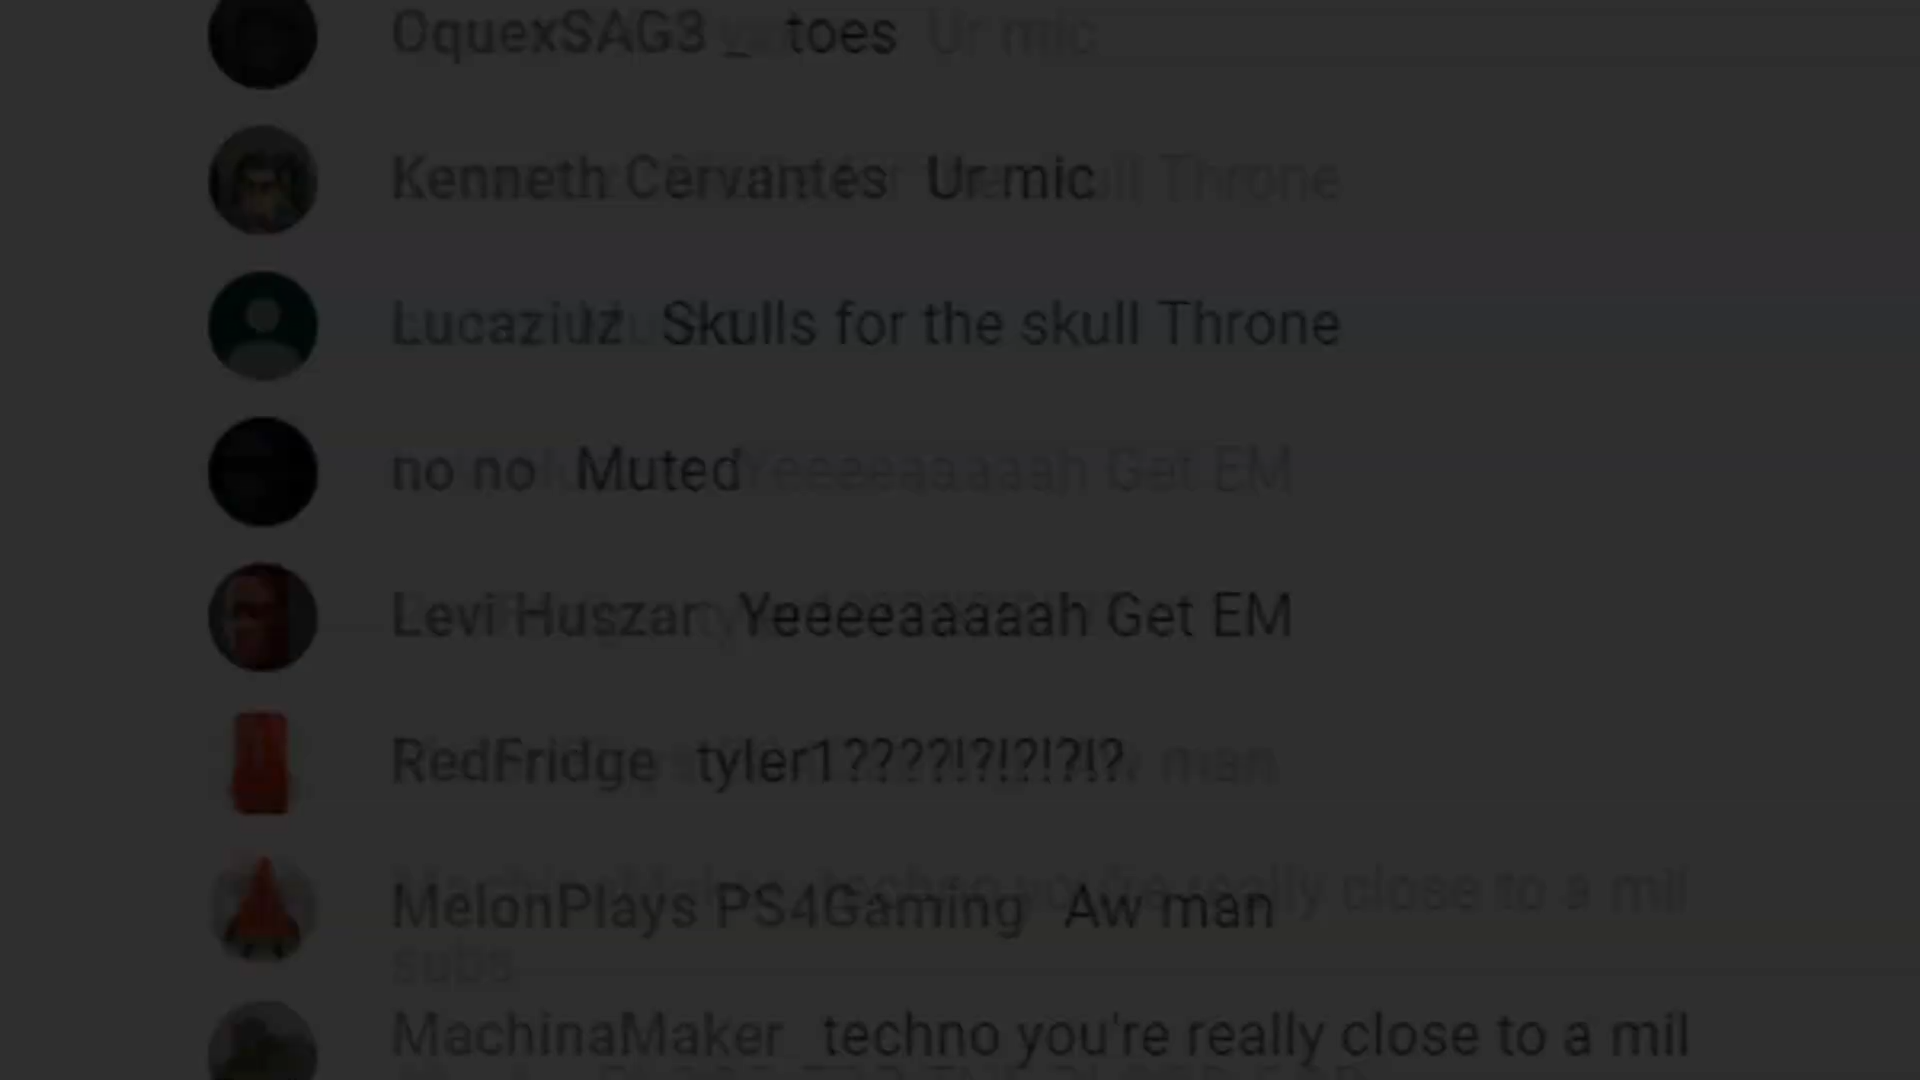 OquexSAG3 _ toes
Kenneth Cervantes Ur mic
Lucaziuz Skulls for the skull Throne
no no Muted
Levi Huszar Yeeeeaaaaah Get EM
RedFridge tyler1????!?!?!?!?
MelonPlays PS4Gaming Aw man
subs
MachinaMaker techno you're really close to a mil